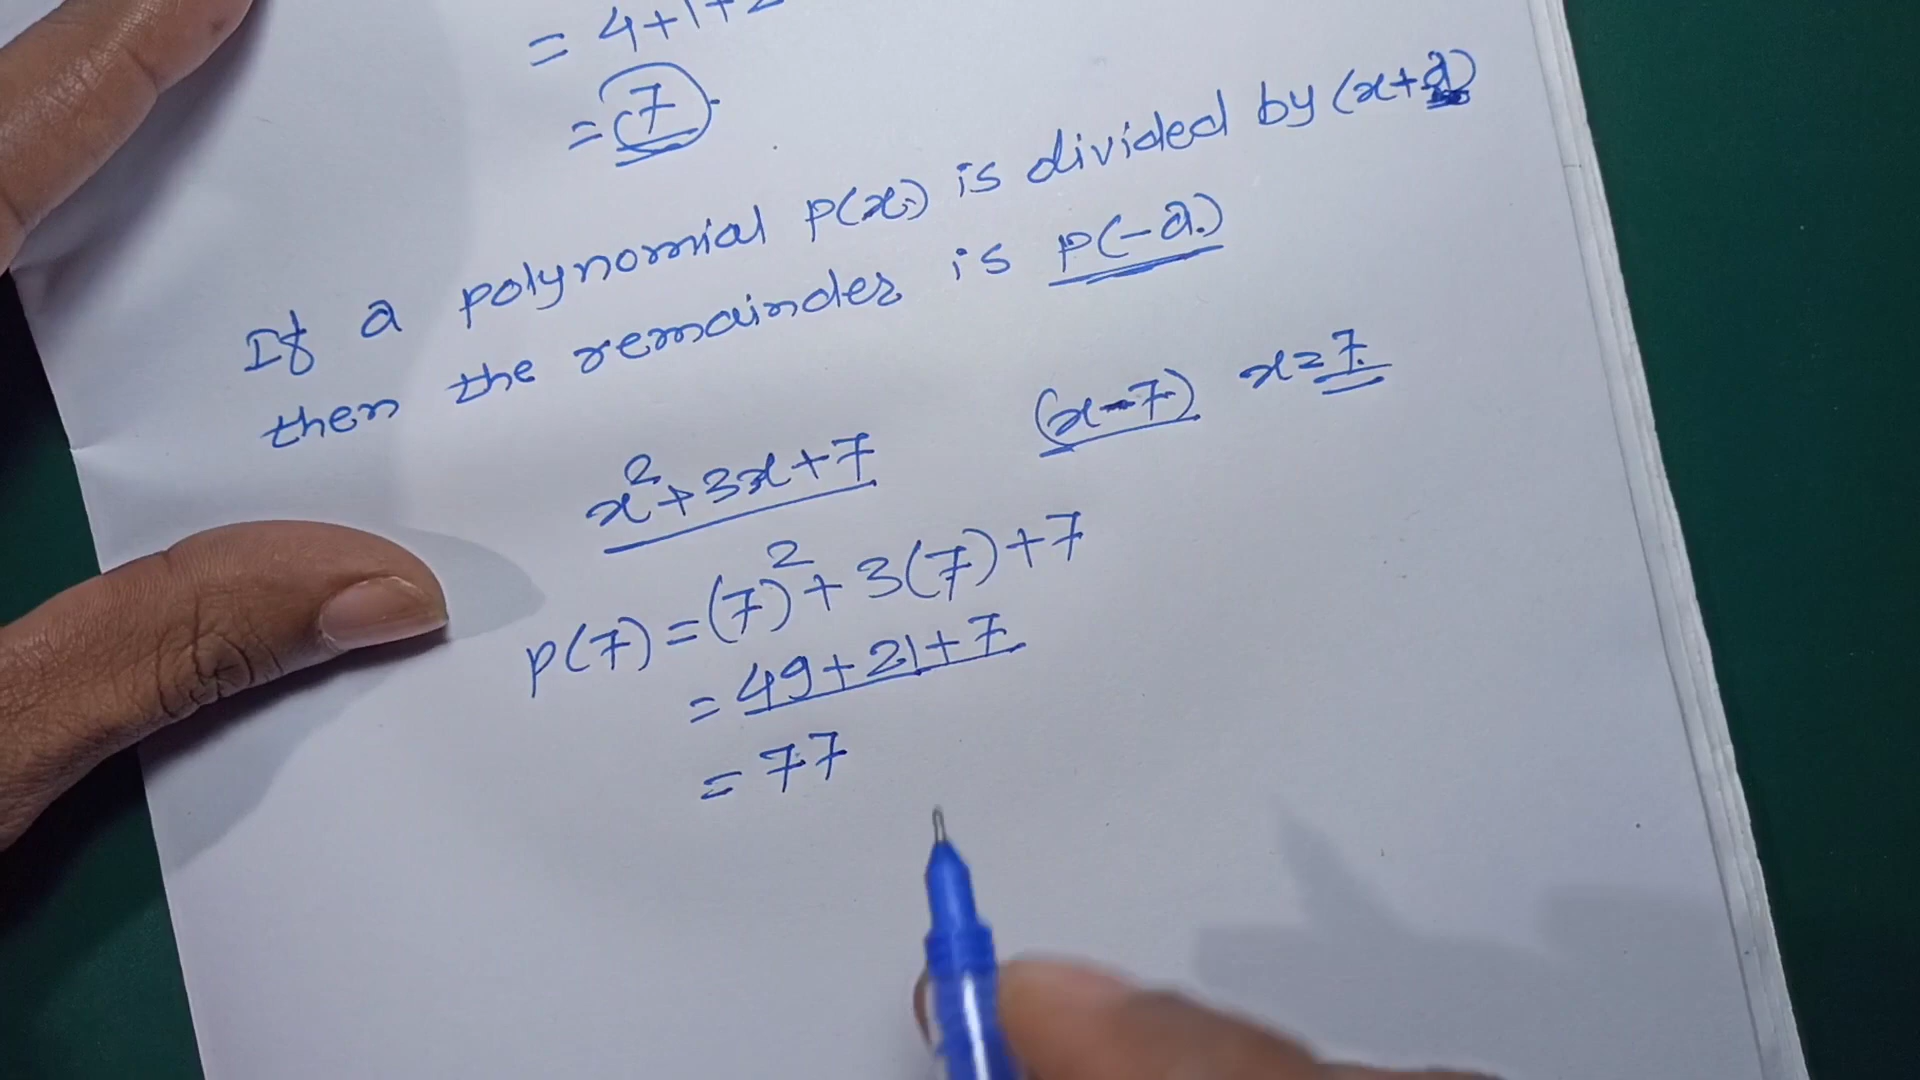 = 4+1+2
= 7
If a polynomial p(x) is divided by (x+a)
then the remainder is p(-a)
(x-7) x=7
x²+3x+7
p(7) = (7)²+3(7)+7
= 49+21+7
= 77